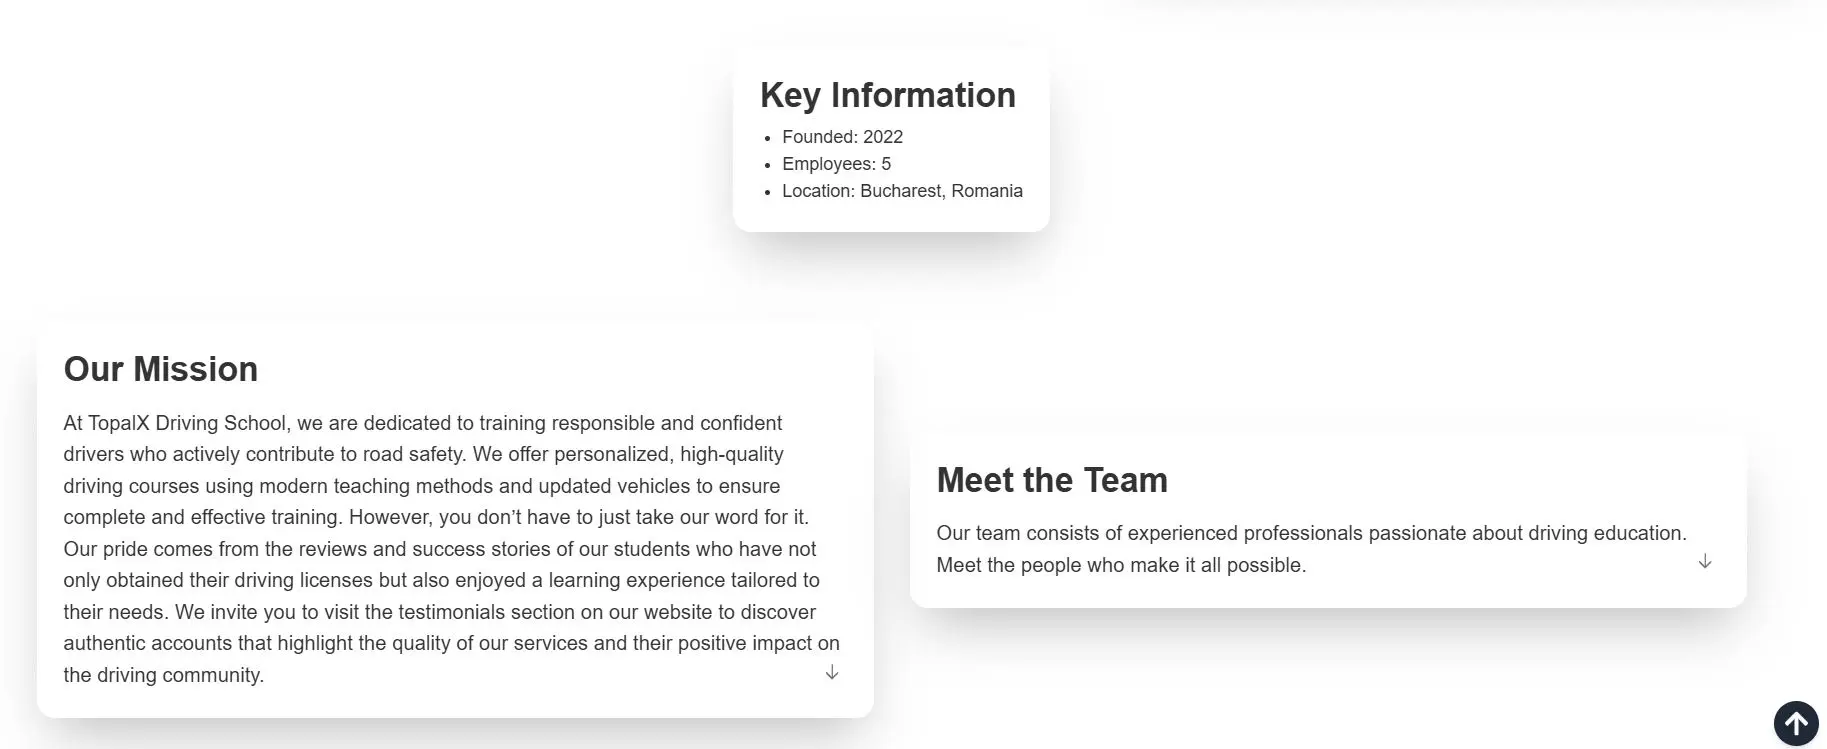 Key Information
• Founded: 2022
• Employees: 5
• Location: Bucharest, Romania
Our Mission
At TopalX Driving School, we are dedicated to training responsible and confident
drivers who actively contribute to road safety. We offer personalized, high-quality
driving courses using modern teaching methods and updated vehicles to ensure
complete and effective training. However, you don’t have to just take our word for it.
Our pride comes from the reviews and success stories of our students who have not
only obtained their driving licenses but also enjoyed a learning experience tailored to
their needs. We invite you to visit the testimonials section on our website to discover
authentic accounts that highlight the quality of our services and their positive impact on
the driving community.
Meet the Team
Our team consists of experienced professionals passionate about driving education.
Meet the people who make it all possible.